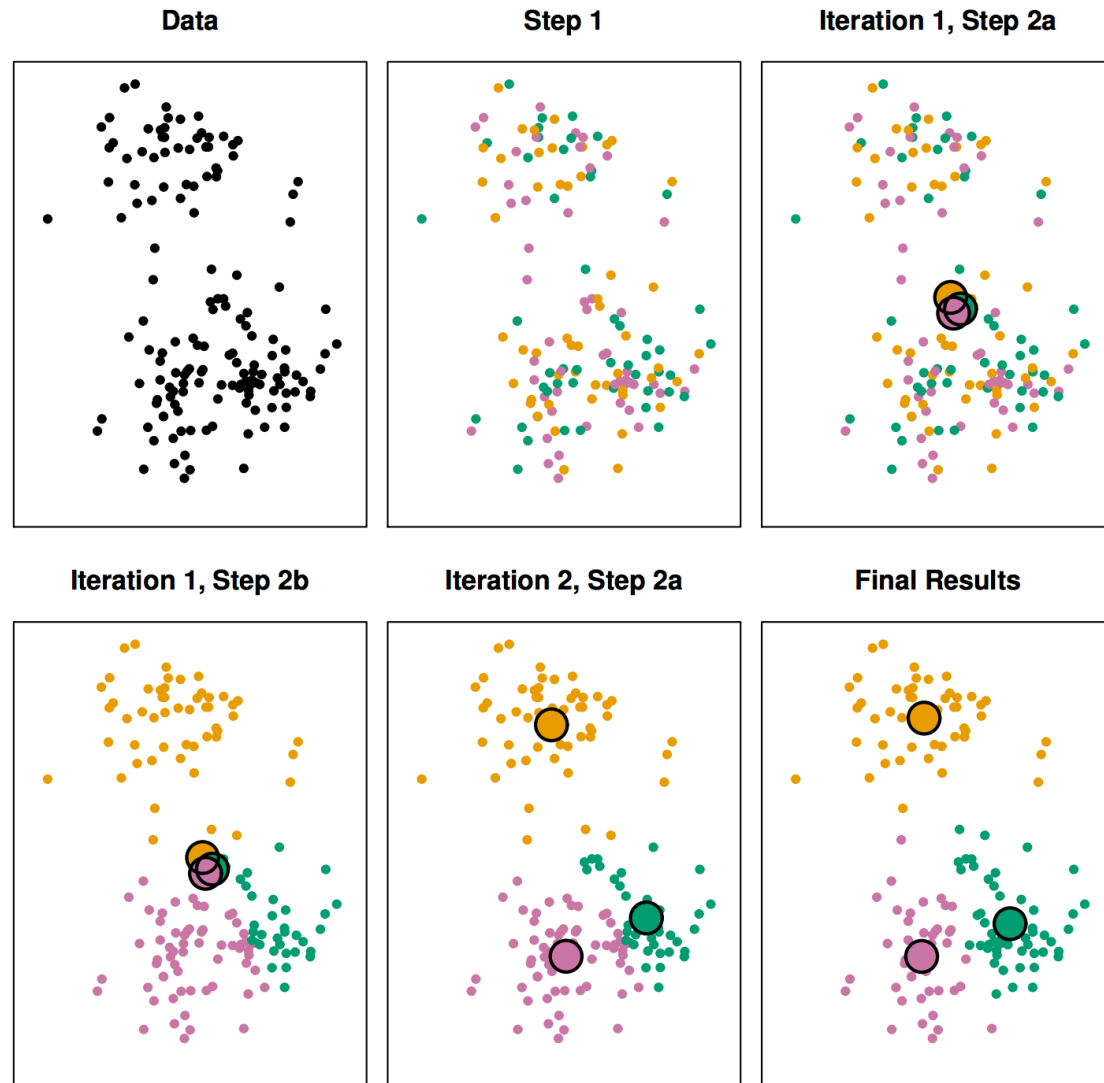 Data
Step 1
Iteration 1, Step 2a
Iteration 1, Step 2b
Iteration 2, Step 2a
Final Results